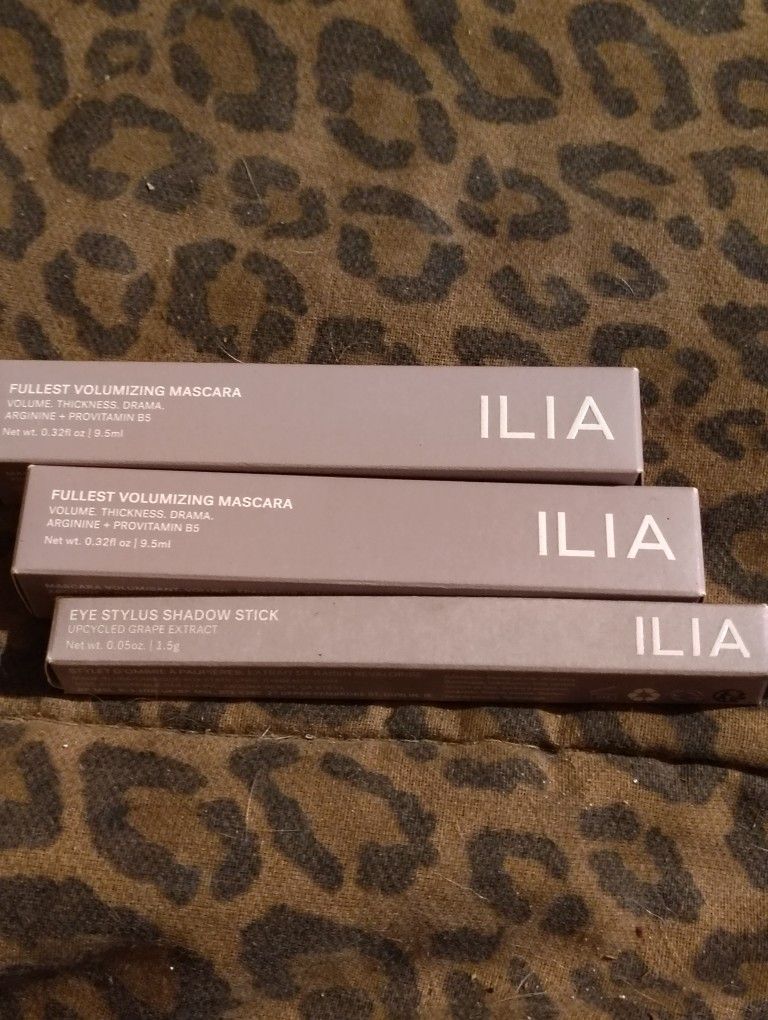 FULLEST VOLUMIZING MASCARA
VOLUME. THICKNESS. DRAMA.
ARGININE + PROVITAMIN B5
Net wt. 0.32fl oz | 9.5ml
ILIA
FULLEST VOLUMIZING MASCARA
VOLUME. THICKNESS. DRAMA.
ARGININE + PROVITAMIN B5
Net wt. 0.32fl oz | 9.5ml
ILIA
MASCARA VOLUMISANT
EYE STYLUS SHADOW STICK
UPCYCLED GRAPE EXTRACT
Net wt. 0.05oz. | 1.5g
ILIA